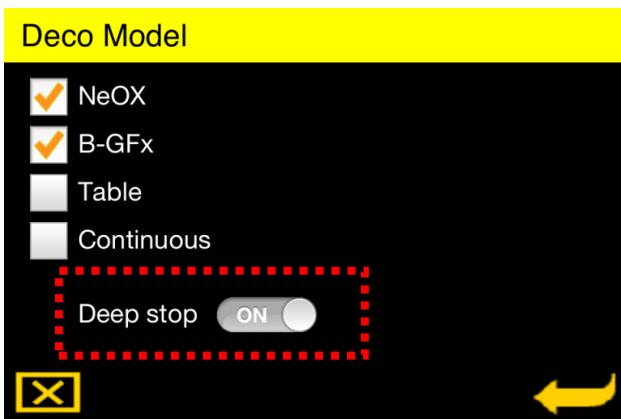 Deco Model
NeOX
B-GFx
Table
Continuous
Deep stop ON